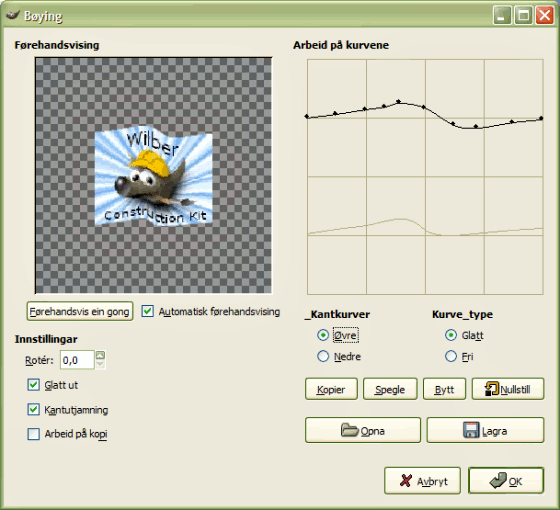 Bøying
Førehandsvising
Wilber
Construction Kit
Førehandsvis ein gong
Automatisk førehandsvising
Innstillingar
Rotér: 0,0
Glatt ut
Kantutjamning
Arbeid på kopi
Arbeid på kurvene
_Kantkurver
Øvre
Nedre
Kurve_type
Glatt
Fri
Kopier
Spegle
Bytt
Nullstill
Opna
Lagra
Avbryt
OK